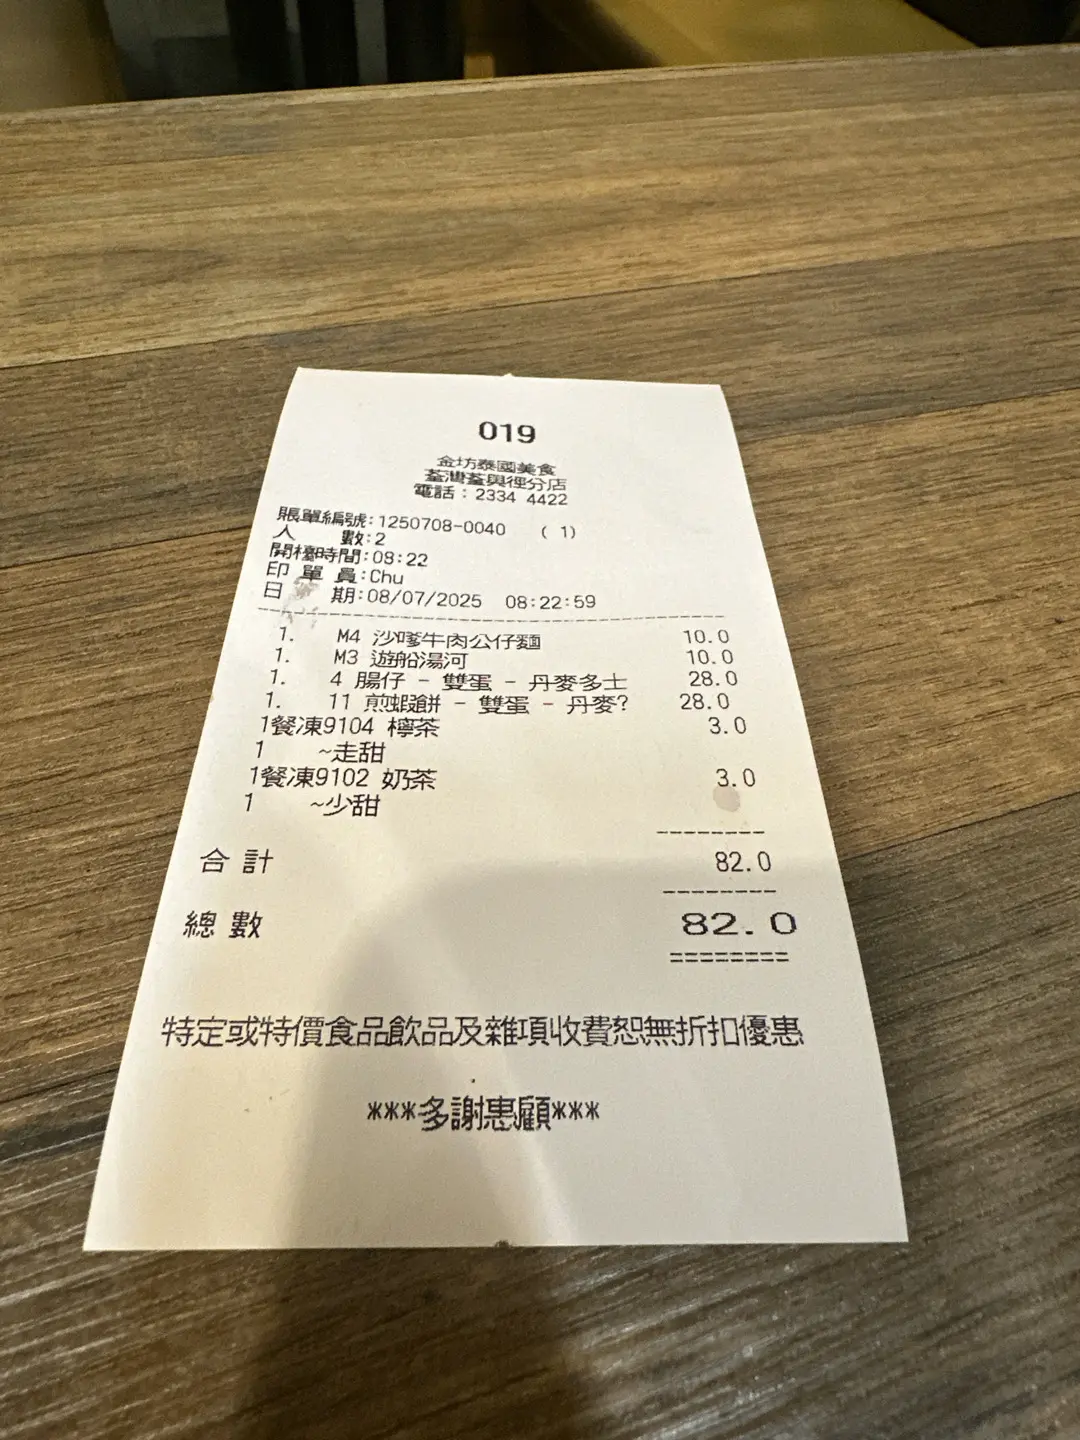 019
金坊泰國美食
荃灣荃興徑分店
電話：2334 4422
賬單編號:1250708-0040 ( 1)
人 數:2
開檯時間:08:22
印 單 員:Chu
日 期:08/07/2025 08:22:59
1. M4 沙嗲牛肉公仔麵 10.0
1. M3 遊船湯河 10.0
1. 4 腸仔 - 雙蛋 - 丹麥多士 28.0
1. 11 煎蝦餅 - 雙蛋 - 丹麥? 28.0
1餐凍9104 檸茶 3.0
1 ~走甜
1餐凍9102 奶茶 3.0
1 ~少甜
合 計 82.0
總 數 82.0
特定或特價食品飲品及雜項收費恕無折扣優惠
***多謝惠顧***